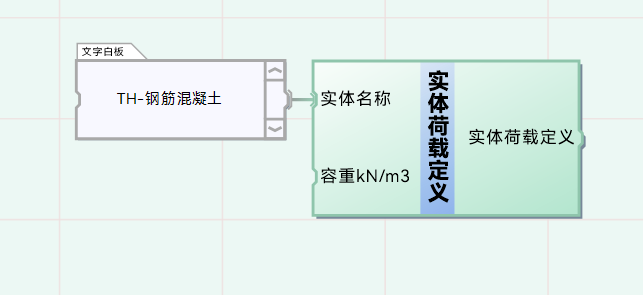 文字白板
TH-钢筋混凝土
实体名称
容重kN/m3
实体荷载定义
实体荷载定义